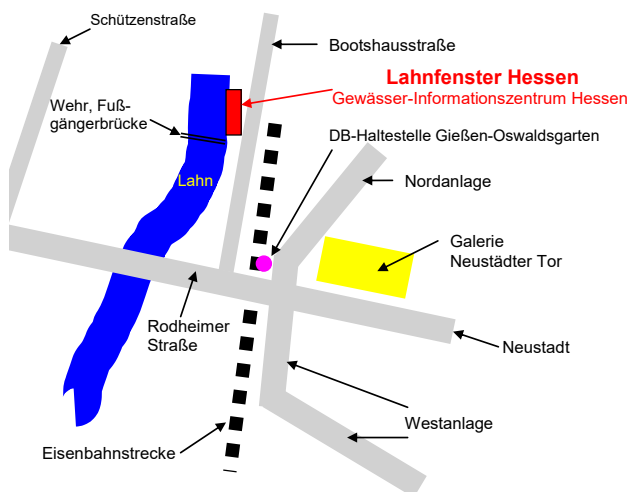 Schützenstraße
Bootshausstraße
Lahnfenster Hessen
Gewässer-Informationszentrum Hessen
Wehr, Fuß-
gängerbrücke
DB-Haltestelle Gießen-Oswaldsgarten
Lahn
Nordanlage
Galerie
Neustädter Tor
Rodheimer
Straße
Neustadt
Westanlage
Eisenbahnstrecke